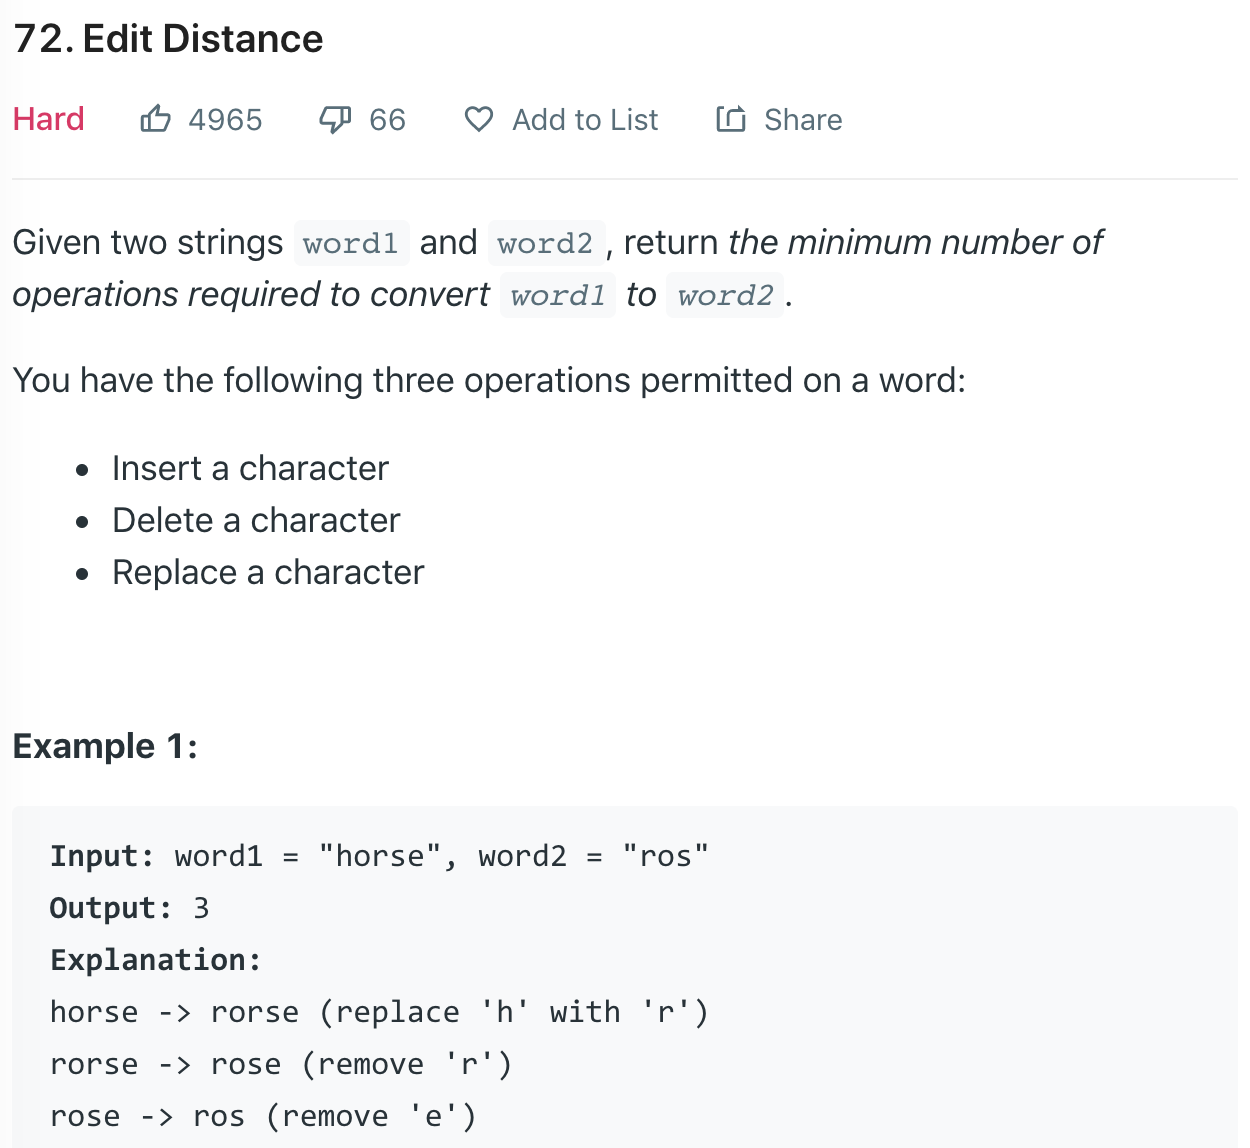 72. Edit Distance
Hard 4965 66 Add to List Share
Given two strings word1 and word2 , return the minimum number of
operations required to convert word1 to word2 .
You have the following three operations permitted on a word:
• Insert a character
• Delete a character
• Replace a character
Example 1:
Input: word1 = "horse", word2 = "ros"
Output: 3
Explanation:
horse -> rorse (replace 'h' with 'r')
rorse -> rose (remove 'r')
rose -> ros (remove 'e')